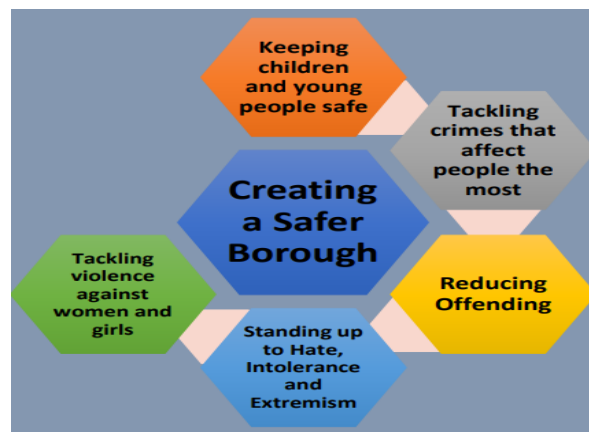 Keeping
children
and young
people safe
Tackling
crimes that
affect
people the
most
Creating
a Safer
Borough
Reducing
Offending
Standing up
to Hate,
Intolerance
and
Extremism
Tackling
violence
against
women and
girls